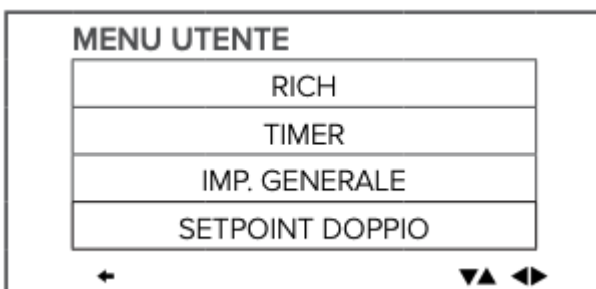 MENU UTENTE
RICH
TIMER
IMP. GENERALE
SETPOINT DOPPIO